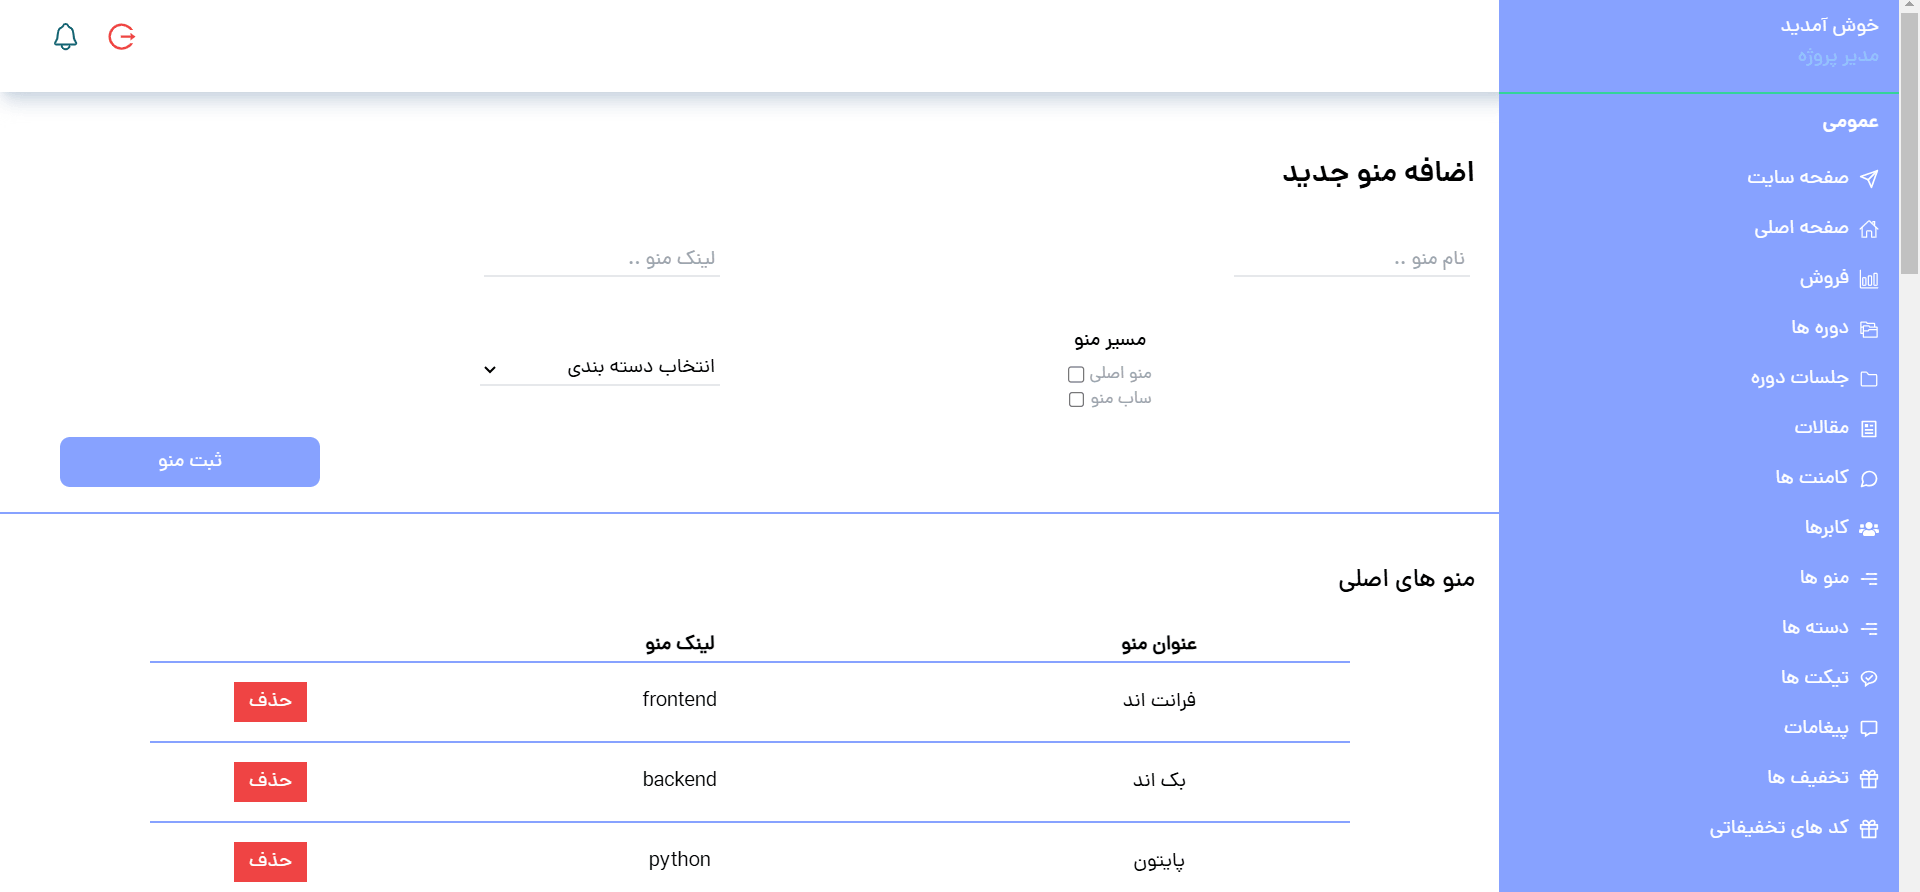 خوش آمدید
مدیر پروژه
عمومی
صفحه سایت
صفحه اصلی
فروش
دوره ها
جلسات دوره
مقالات
کامنت ها
کابرها
منو ها
دسته ها
تیکت ها
پیغامات
تخفیف ها
کد های تخفیفاتی
اضافه منو جدید
نام منو ..
لینک منو ..
مسیر منو
منو اصلی
ساب منو
انتخاب دسته بندی
ثبت منو
منو های اصلی
عنوان منو لینک منو
فرانت اند frontend حذف
بک اند backend حذف
پایتون python حذف